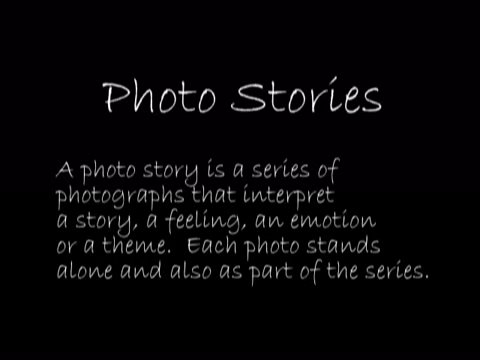 Photo Stories
A photo story is a series of
photographs that interpret
a story, a feeling, an emotion
or a theme. Each photo stands
alone and also as part of the series.